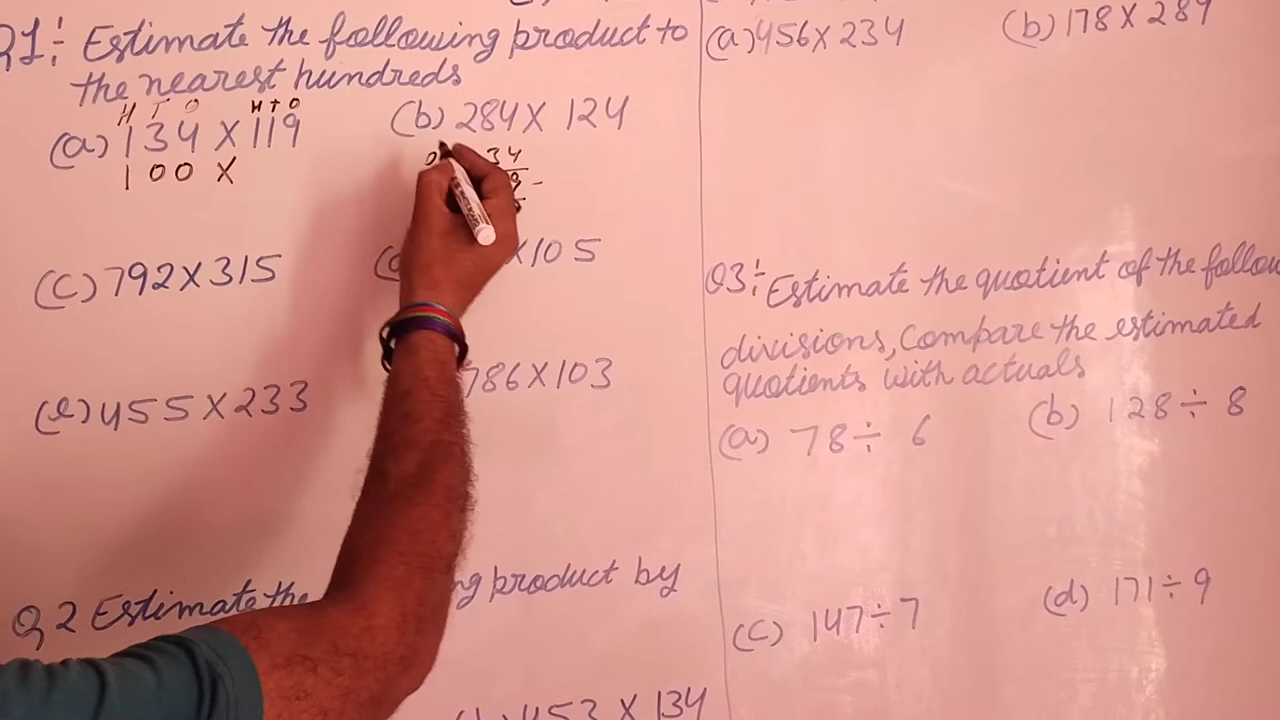 Q1:- Estimate the following product to
the nearest hundreds
H T O H T O
(a) 134 X 119
100 X
(b) 284 X 124
34
(C) 792 X 315
X 105
(e) 455 X 233
786 X 103
Q2 Estimate the product by
453 X 134
(a) 456 X 234
(b) 178 X 289
Q3:- Estimate the quotient of the
divisions, Compare the estimated
quotients with actuals
(a) 78 ÷ 6
(b) 128 ÷ 8
(C) 147 ÷ 7
(d) 171 ÷ 9